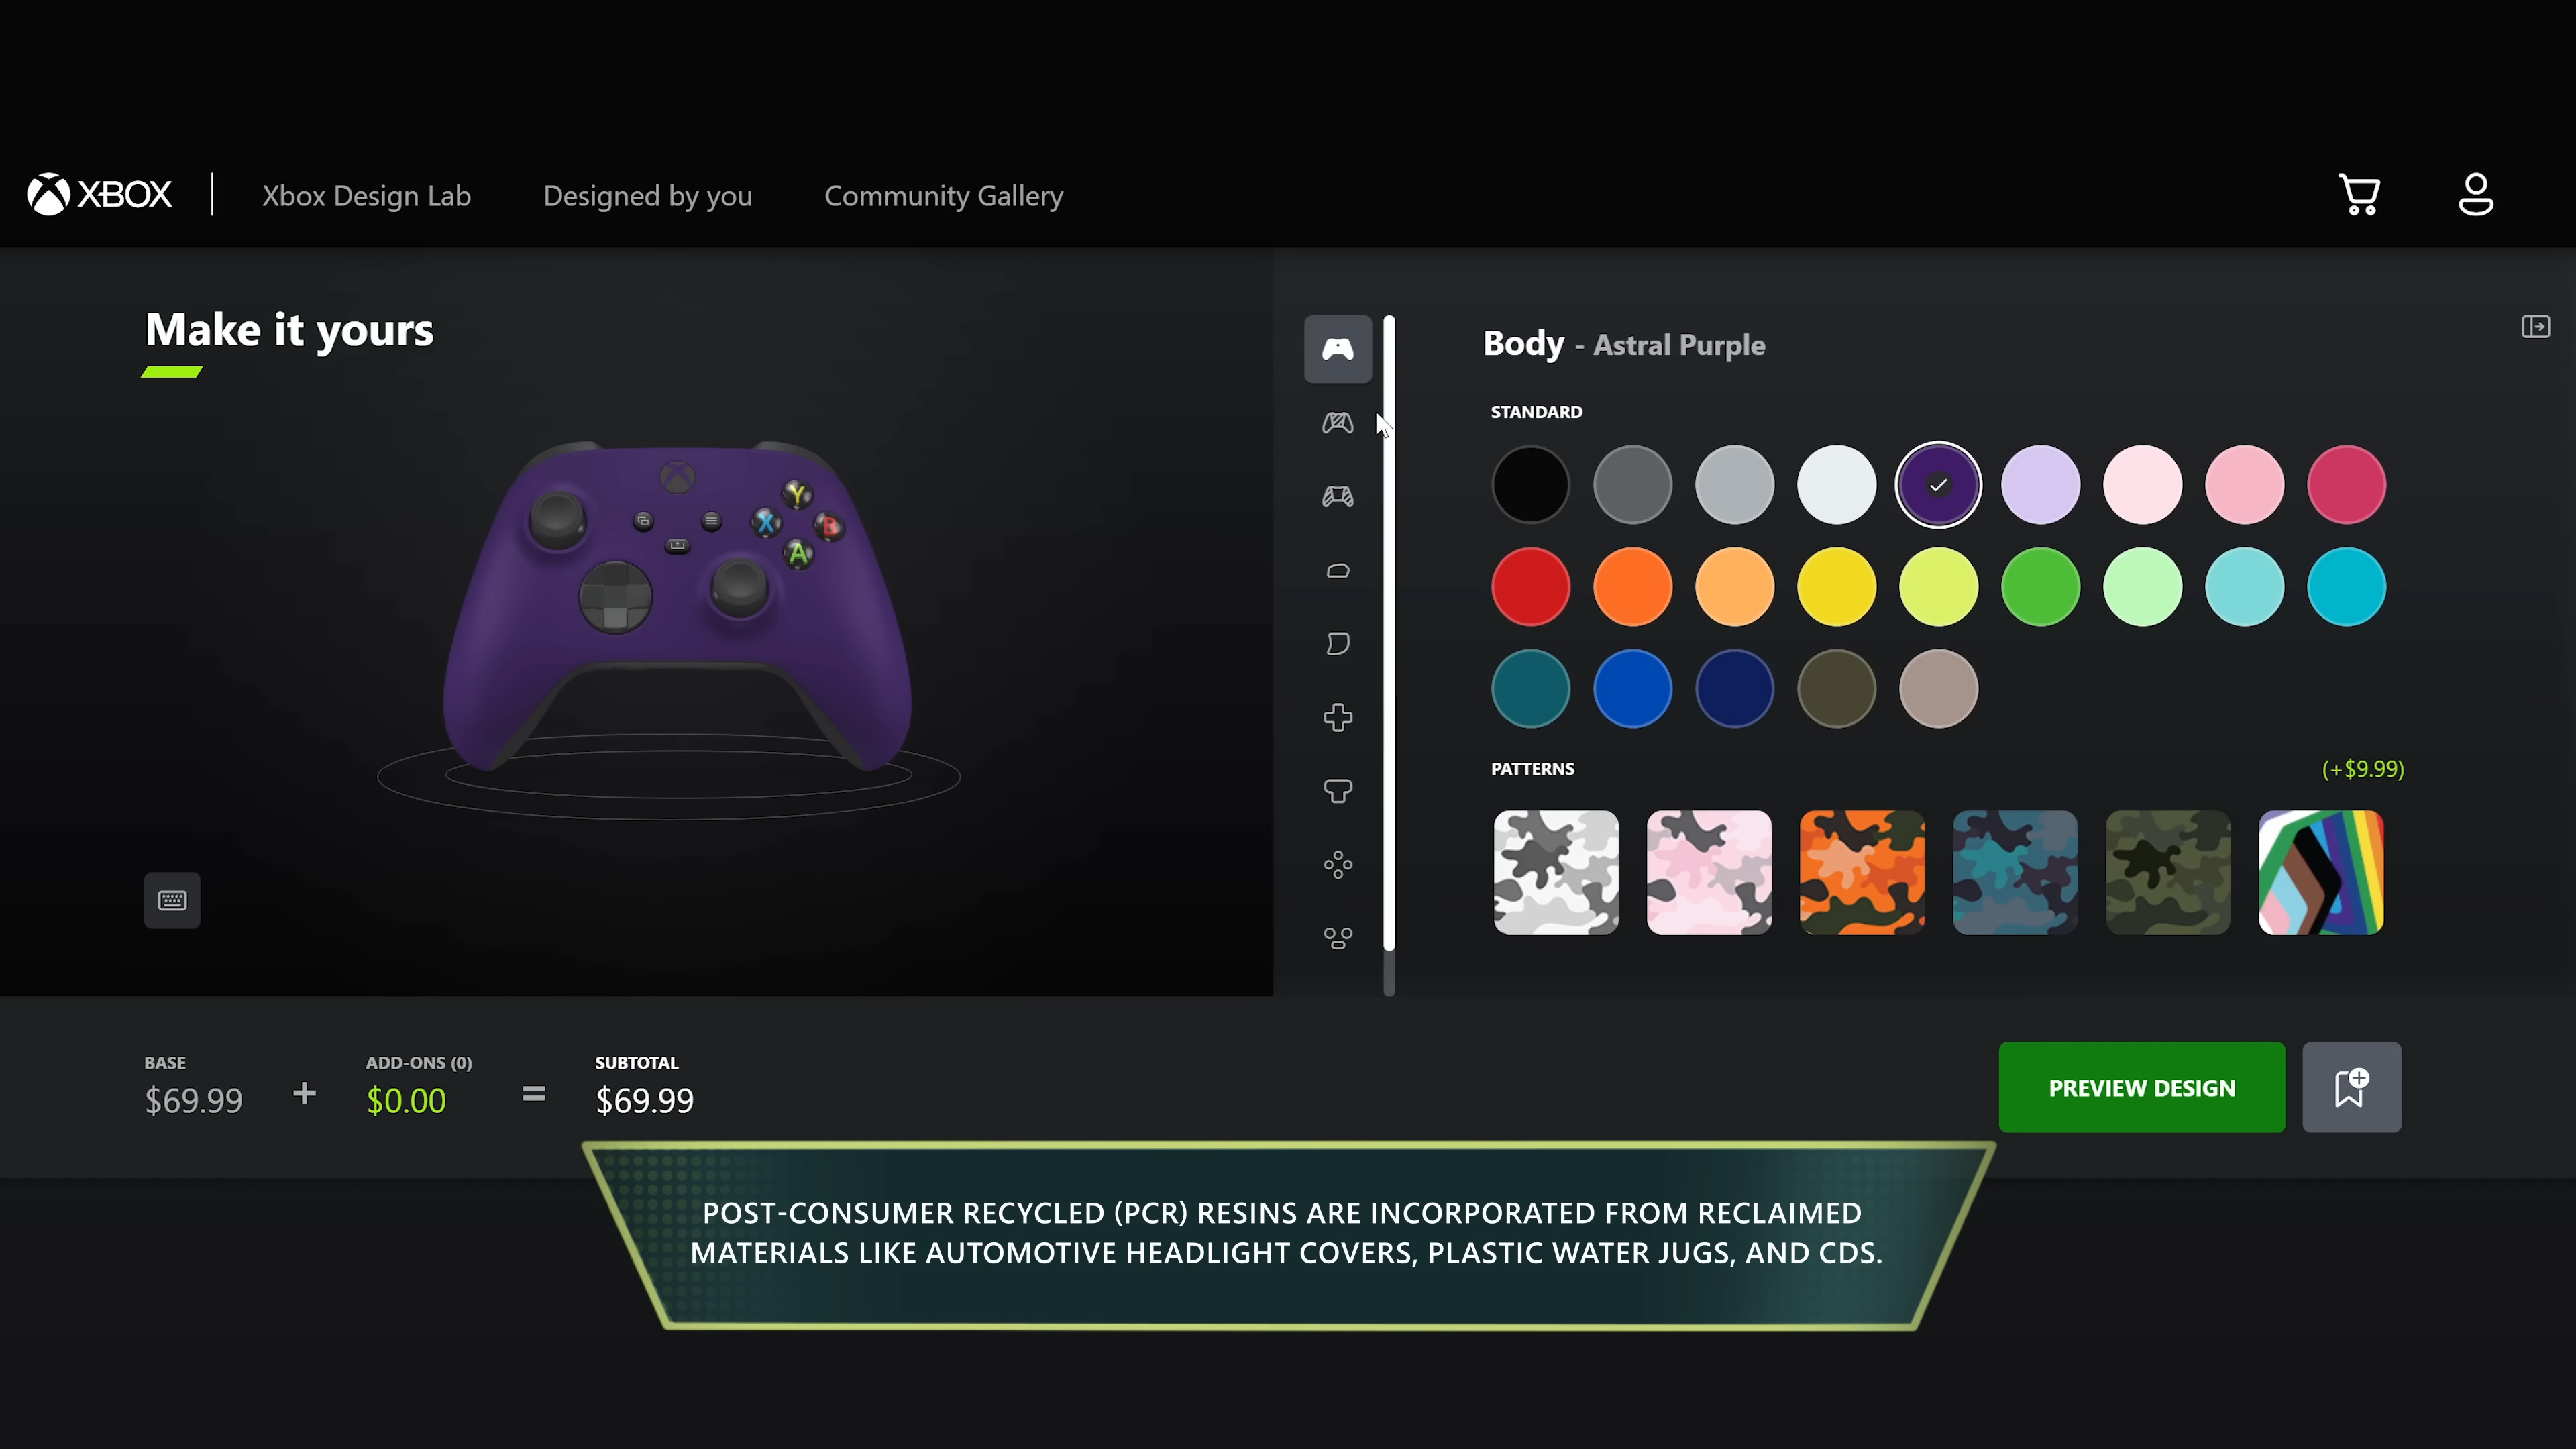 XBOX
Xbox Design Lab
Designed by you
Community Gallery
Make it yours
Y
X
B
A
Body - Astral Purple
STANDARD
PATTERNS
(+$9.99)
BASE
$69.99
+
ADD-ONS (0)
$0.00
=
SUBTOTAL
$69.99
PREVIEW DESIGN
POST-CONSUMER RECYCLED (PCR) RESINS ARE INCORPORATED FROM RECLAIMED
MATERIALS LIKE AUTOMOTIVE HEADLIGHT COVERS, PLASTIC WATER JUGS, AND CDS.